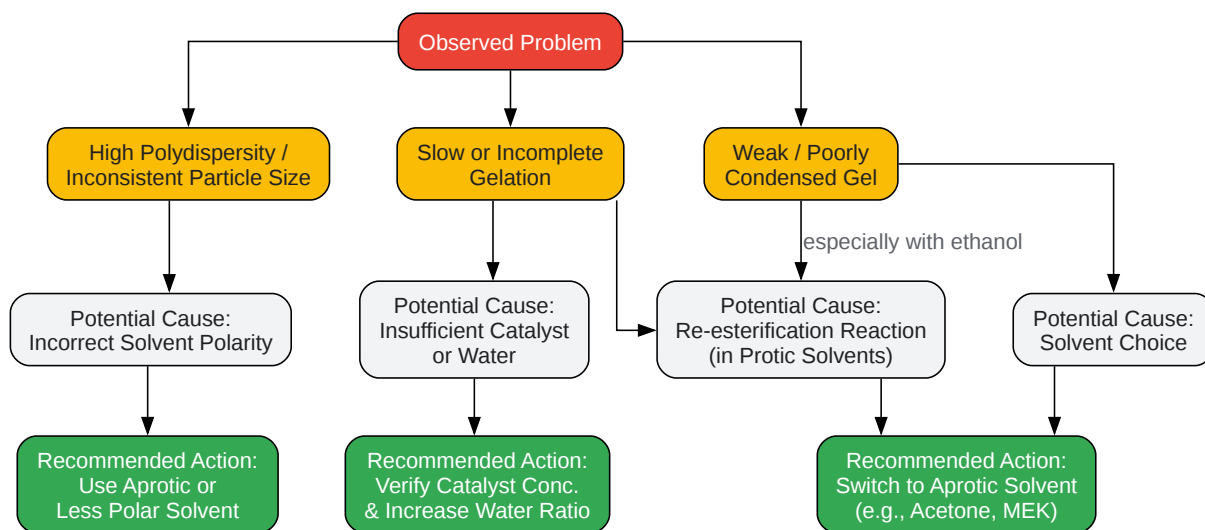 Observed Problem
High Polydispersity /
Inconsistent Particle Size
Slow or Incomplete
Gelation
Weak / Poorly
Condensed Gel
especially with ethanol
Potential Cause:
Incorrect Solvent Polarity
Potential Cause:
Insufficient Catalyst
or Water
Potential Cause:
Re-esterification Reaction
(in Protic Solvents)
Potential Cause:
Solvent Choice
Recommended Action:
Use Aprotic or
Less Polar Solvent
Recommended Action:
Verify Catalyst Conc.
& Increase Water Ratio
Recommended Action:
Switch to Aprotic Solvent
(e.g., Acetone, MEK)